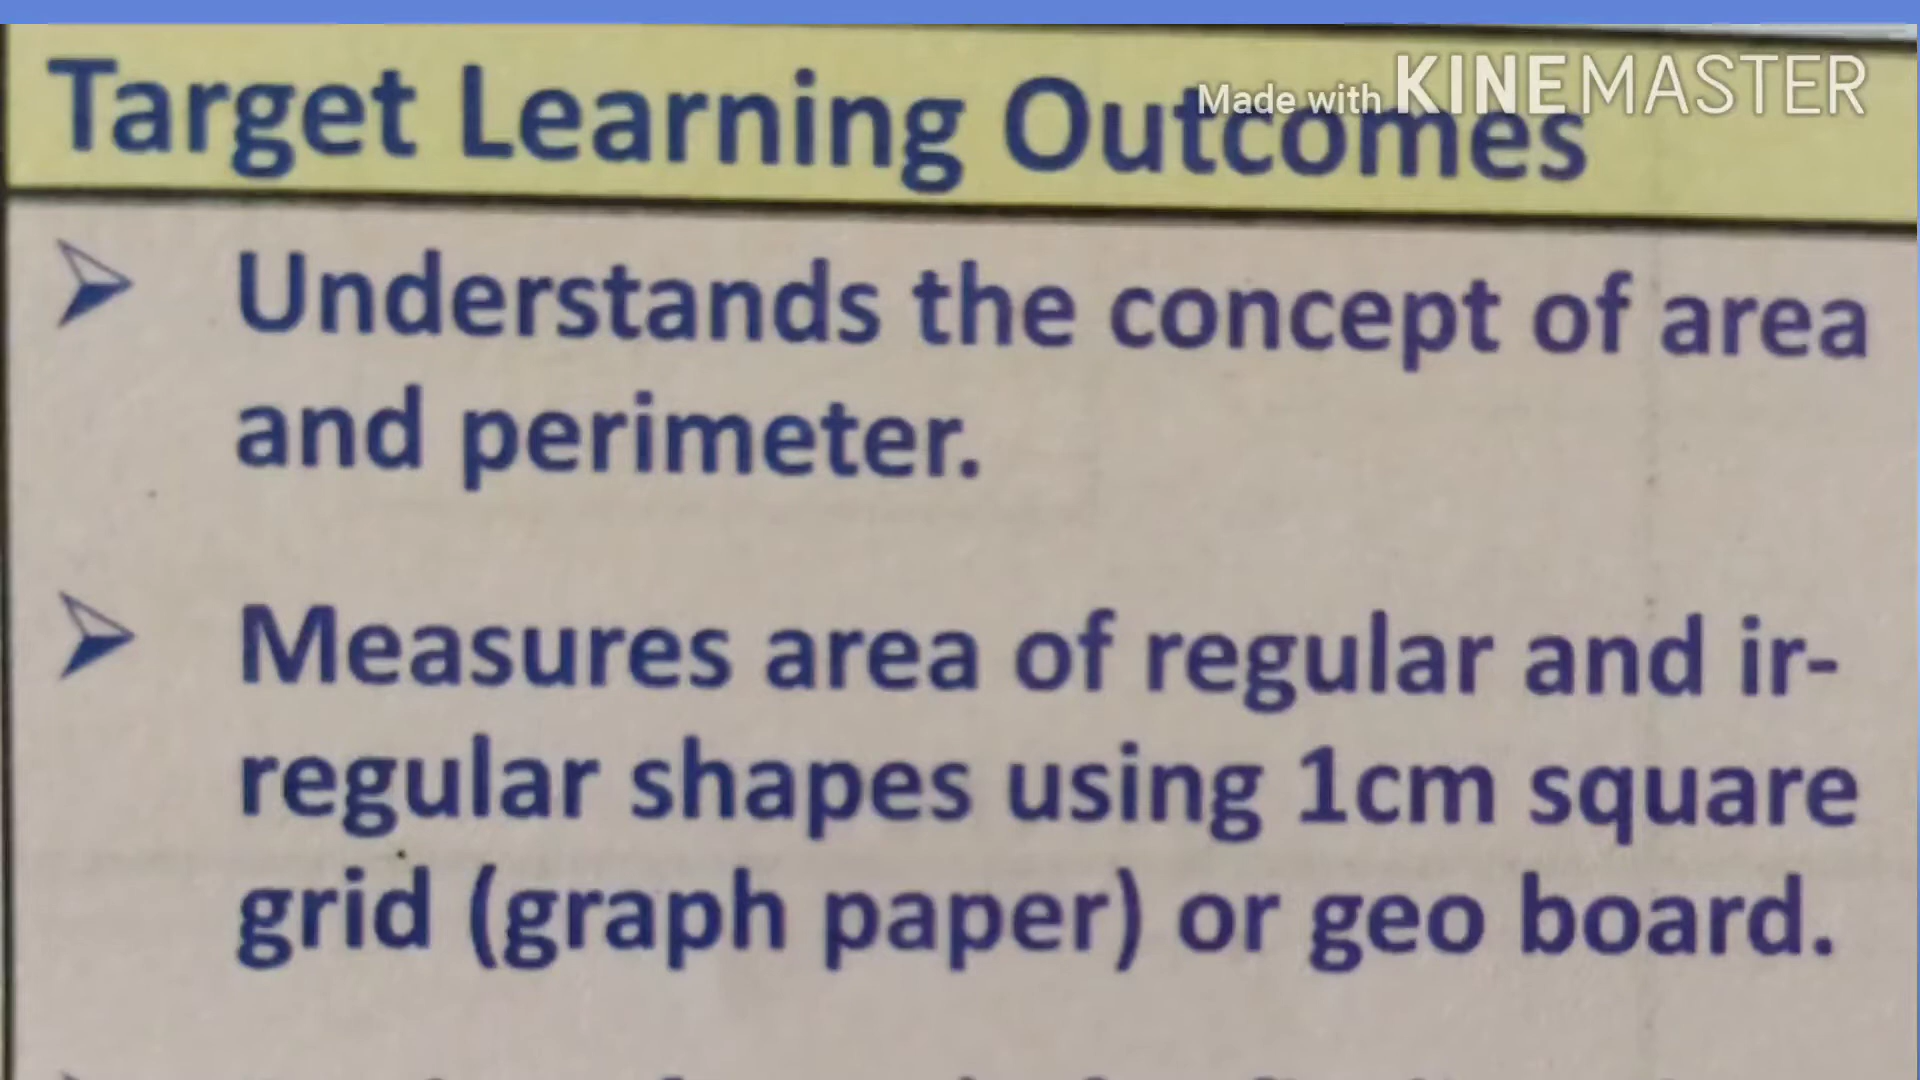 Target Learning Outcomes
Made with KINEMASTER
➢ Understands the concept of area
and perimeter.
➢ Measures area of regular and ir-
regular shapes using 1cm square
grid (graph paper) or geo board.